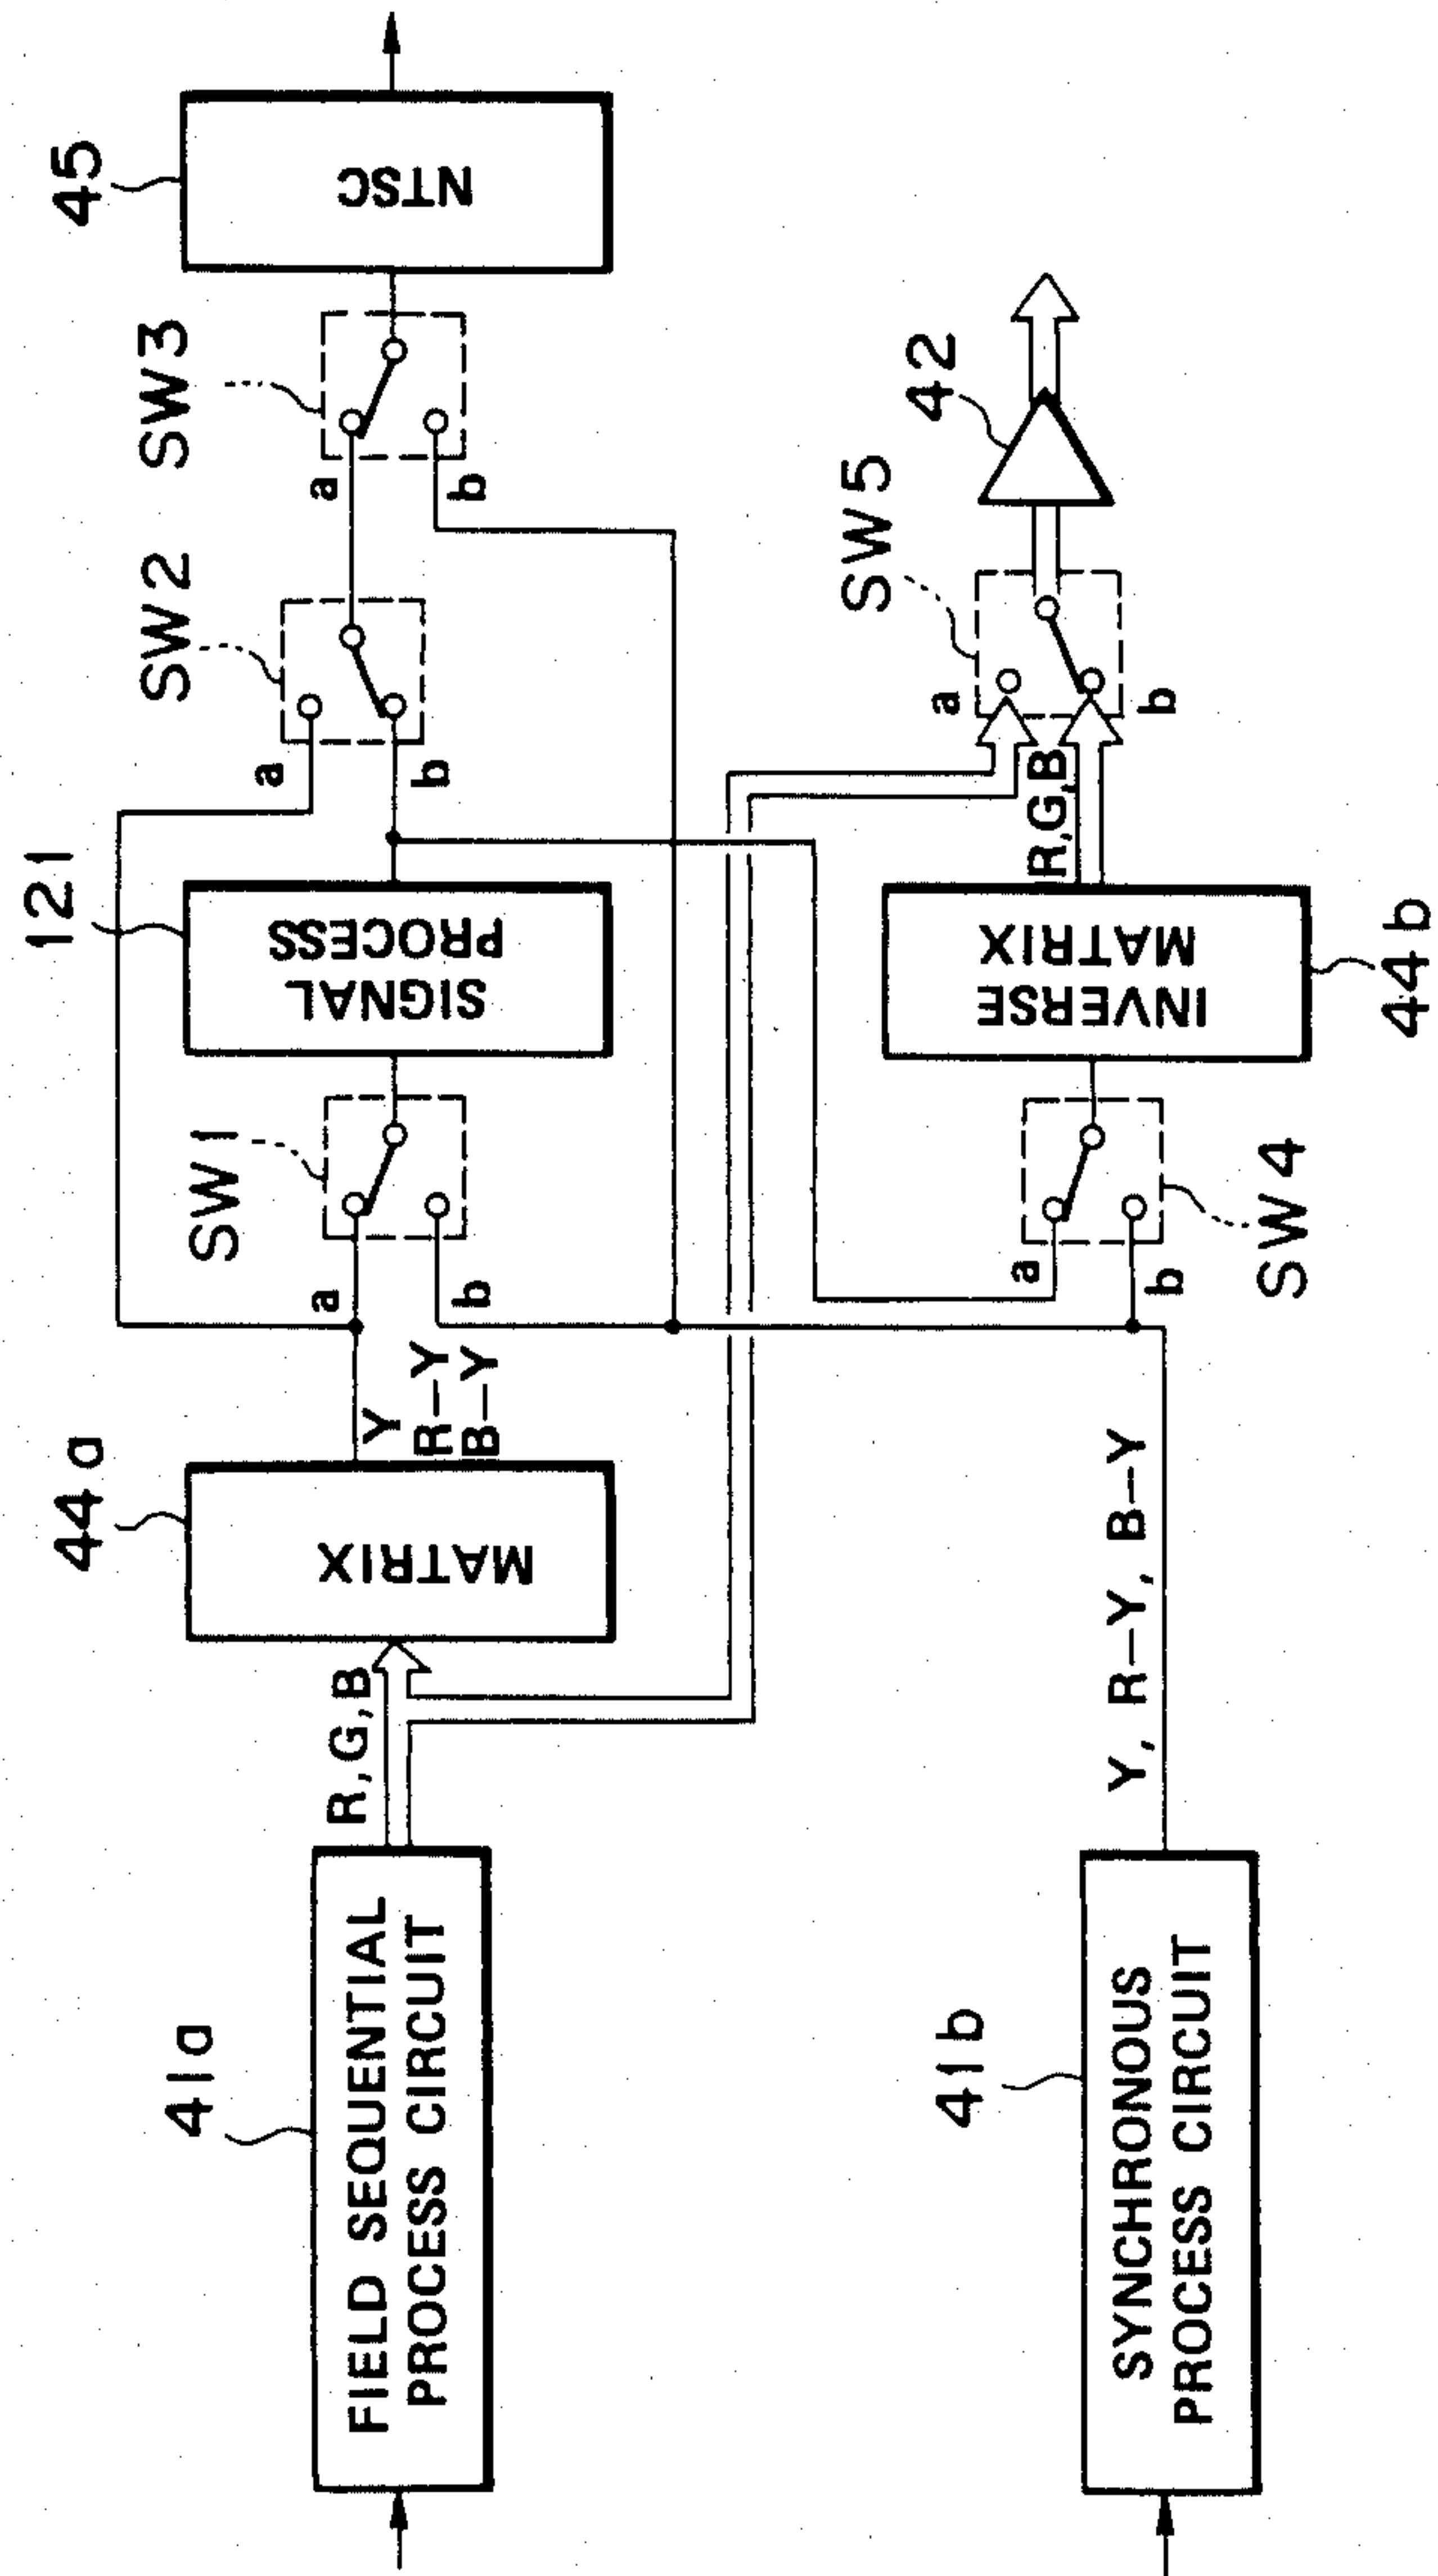 41a
FIELD SEQUENTIAL
PROCESS CIRCUIT
R,G,B
44a
MATRIX
Y
R-Y
B-Y
SW1
a
b
121
SIGNAL
PROCESS
SW2
a
b
SW3
a
b
45
NTSC
41b
SYNCHRONOUS
PROCESS CIRCUIT
Y, R-Y, B-Y
a
b
SW4
INVERSE
MATRIX
44b
R,G,B
SW5
a
b
42